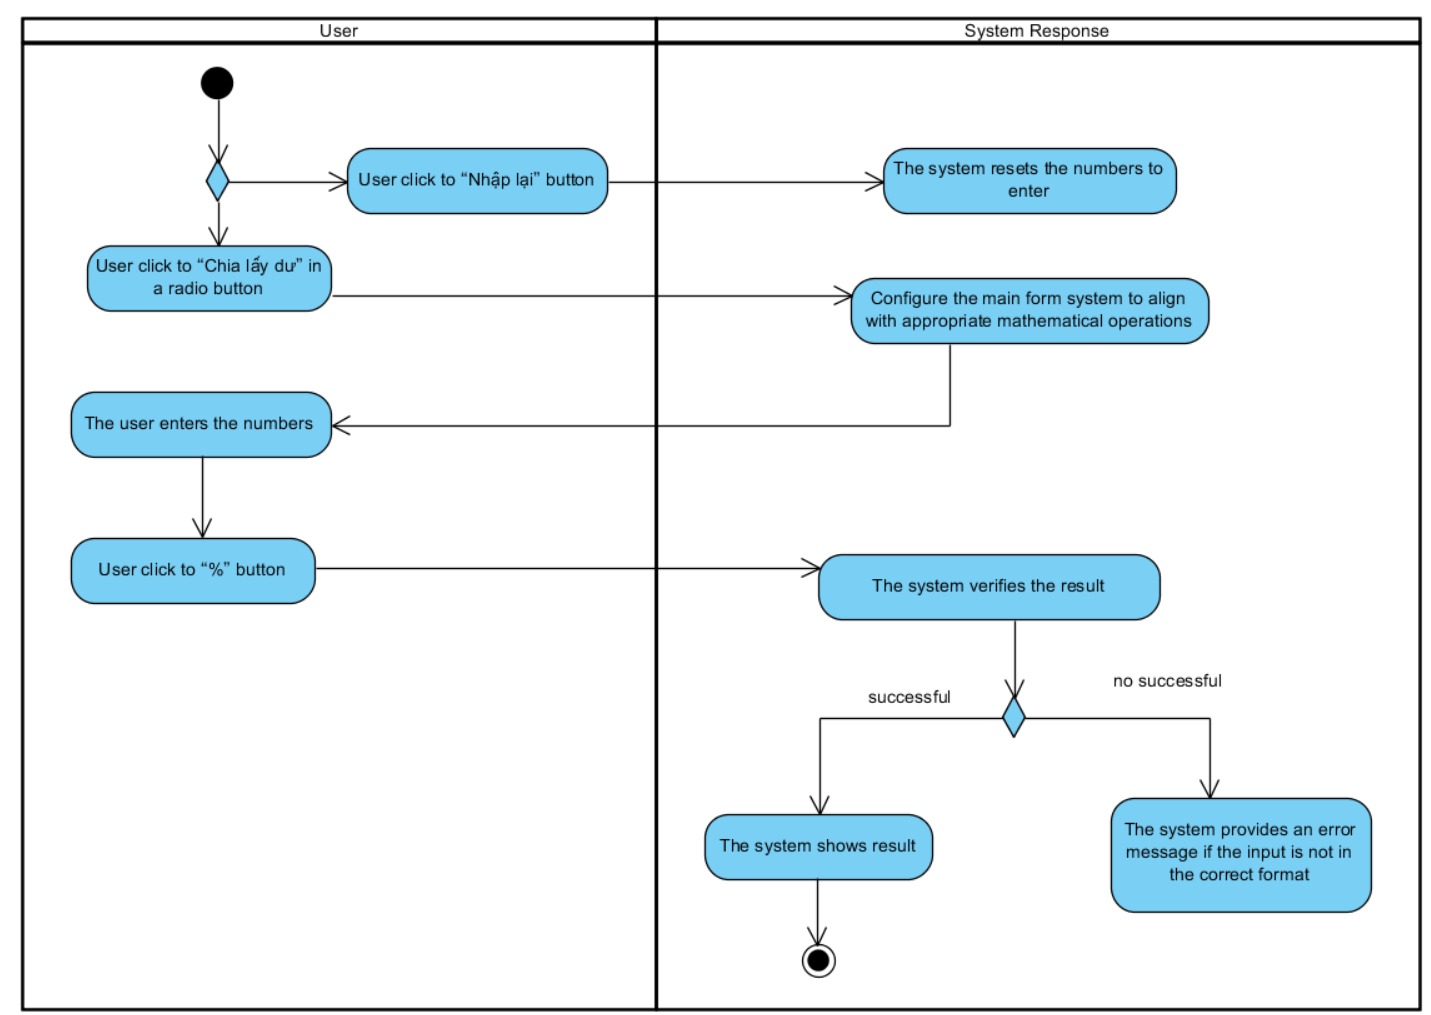 User
System Response
User click to “Nhập lại” button
The system resets the numbers to
enter
User click to “Chia lấy dư” in
a radio button
Configure the main form system to align
with appropriate mathematical operations
The user enters the numbers
User click to “%” button
The system verifies the result
successful
no successful
The system shows result
The system provides an error
message if the input is not in
the correct format